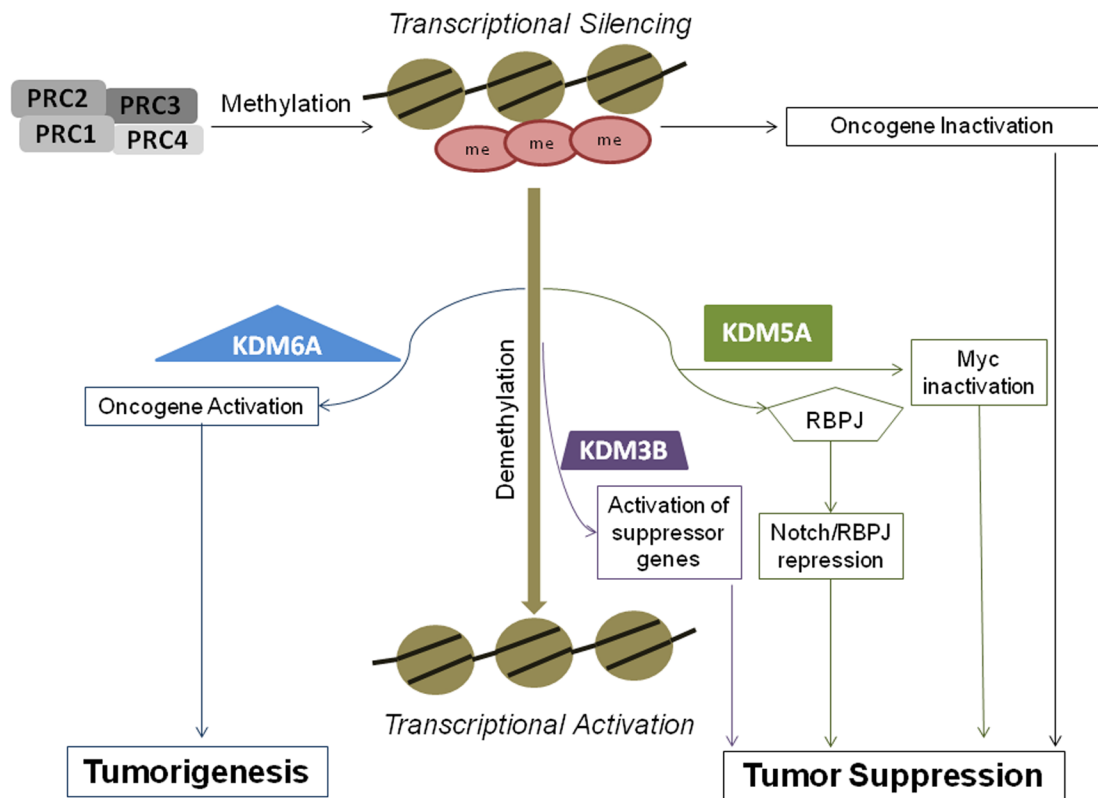 Transcriptional Silencing
PRC2
PRC3
PRC1
PRC4
Methylation
me
me
me
Oncogene Inactivation
KDM6A
KDM5A
Oncogene Activation
Demethylation
Myc
inactivation
RBPJ
KDM3B
Activation of
suppressor
genes
Notch/RBPJ
repression
Transcriptional Activation
Tumorigenesis
Tumor Suppression